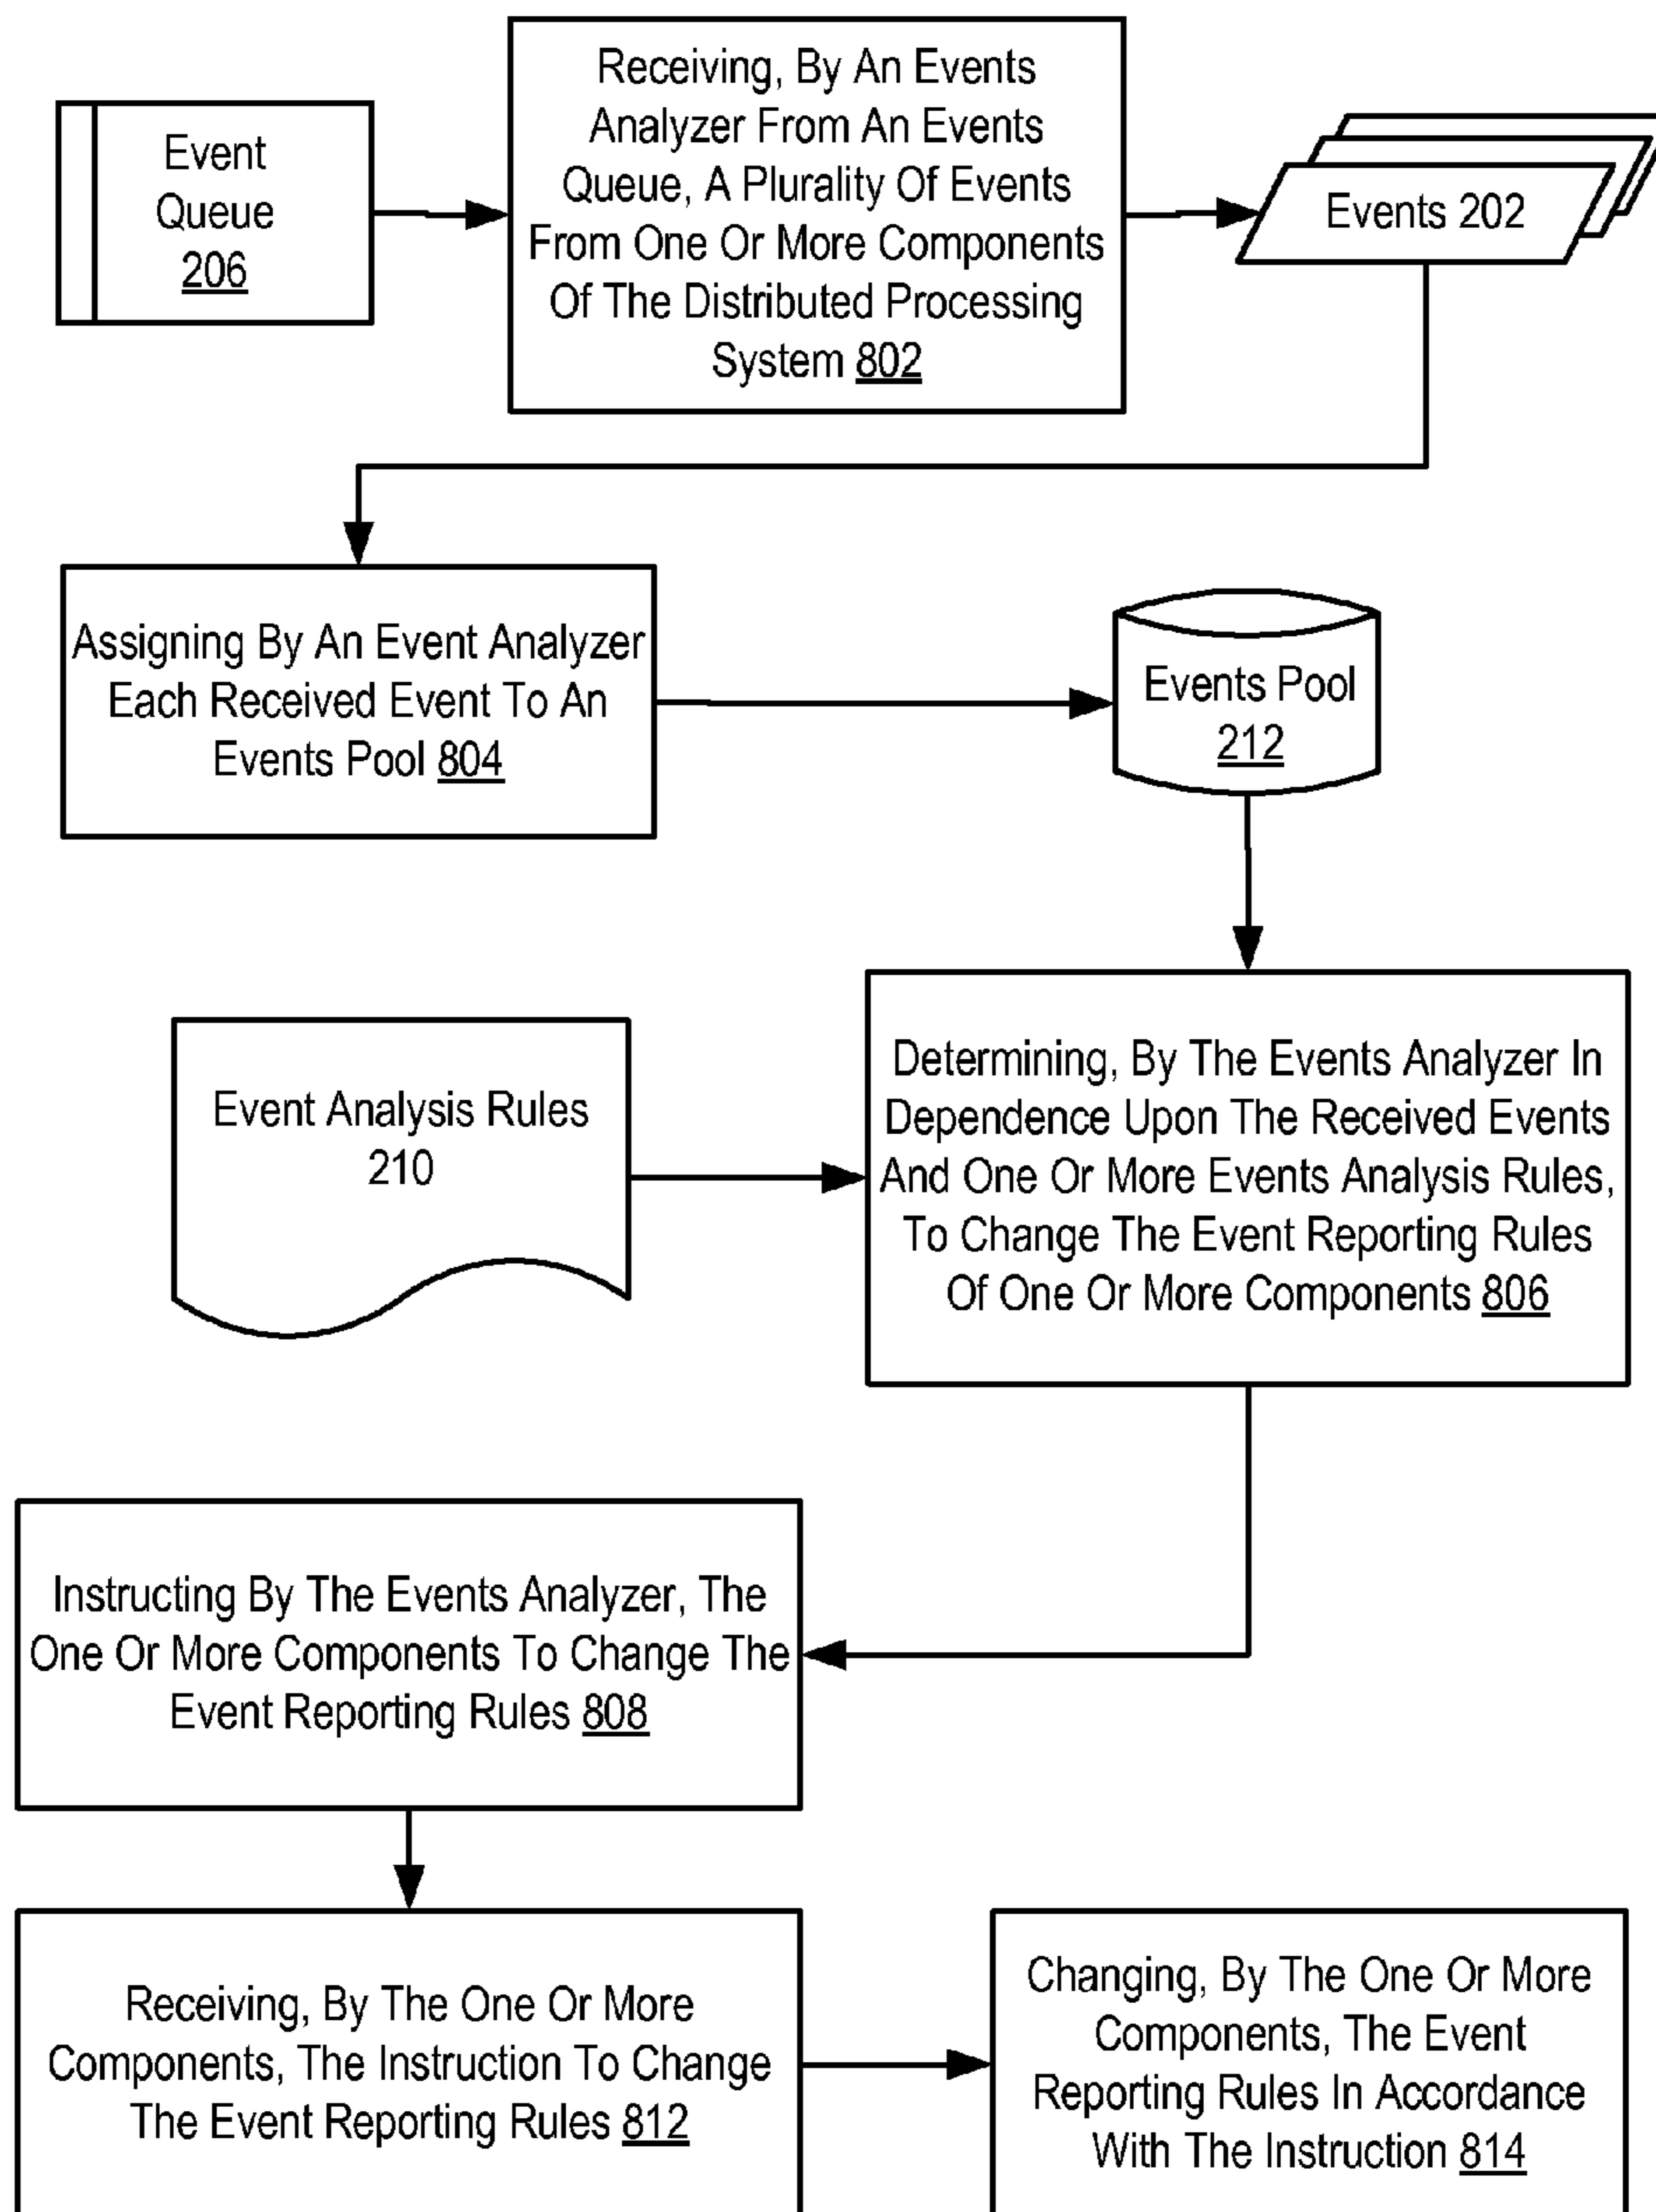 Event
Queue
206
Receiving, By An Events
Analyzer From An Events
Queue, A Plurality Of Events
From One Or More Components
Of The Distributed Processing
System 802
Events 202
Assigning By An Event Analyzer
Each Received Event To An
Events Pool 804
Events Pool
212
Event Analysis Rules
210
Determining, By The Events Analyzer In
Dependence Upon The Received Events
And One Or More Events Analysis Rules,
To Change The Event Reporting Rules
Of One Or More Components 806
Instructing By The Events Analyzer, The
One Or More Components To Change The
Event Reporting Rules 808
Receiving, By The One Or More
Components, The Instruction To Change
The Event Reporting Rules 812
Changing, By The One Or More
Components, The Event
Reporting Rules In Accordance
With The Instruction 814